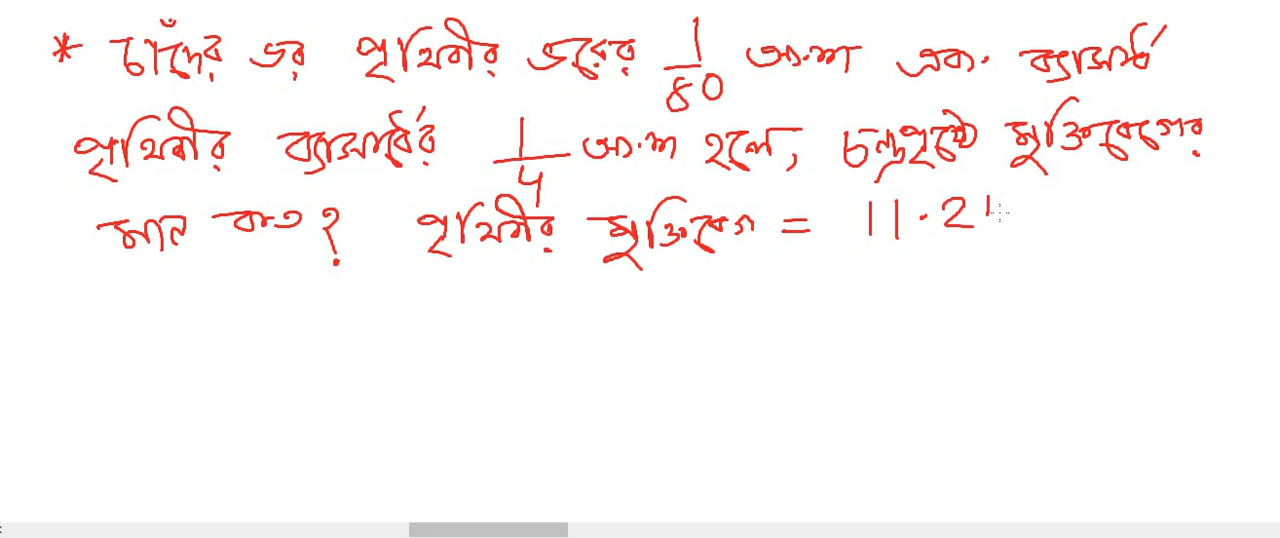 * চাঁদের ভর পৃথিবীর ভরের 1/80 অংশ এবং ব্যাসার্ধ
পৃথিবীর ব্যাসার্ধের 1/4 অংশ হলে, চন্দ্রপৃষ্ঠে মুক্তিবেগের
মান কত? পৃথিবীর মুক্তিবেগ = 11.2